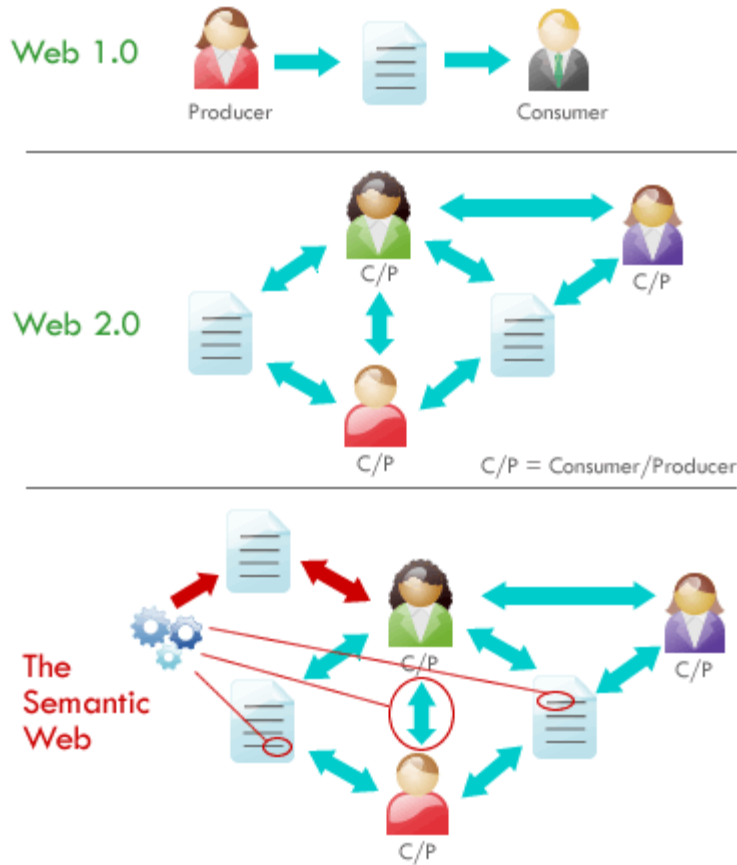 Web 1.0
Producer
Consumer
C/P
C/P
Web 2.0
C/P
C/P = Consumer/Producer
C/P
C/P
The
Semantic
Web
C/P